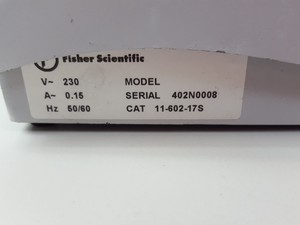 Fisher Scientific
V~ 230 MODEL
A~ 0.15 SERIAL 402N0008
Hz 50/60 CAT 11-602-17S